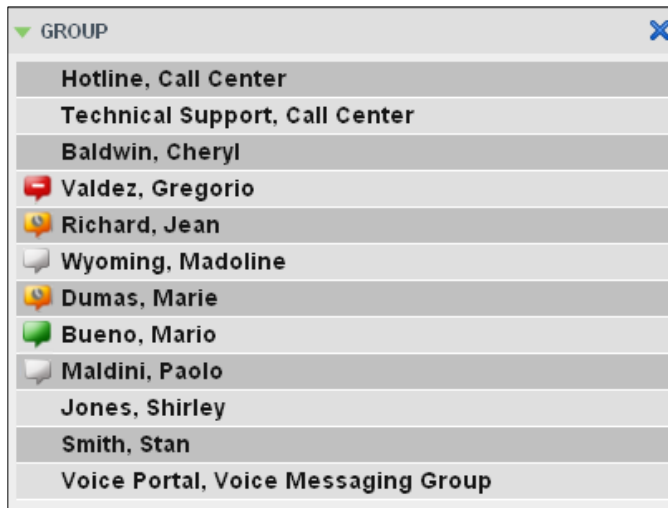 GROUP
Hotline, Call Center
Technical Support, Call Center
Baldwin, Cheryl
Valdez, Gregorio
Richard, Jean
Wyoming, Madoline
Dumas, Marie
Bueno, Mario
Maldini, Paolo
Jones, Shirley
Smith, Stan
Voice Portal, Voice Messaging Group